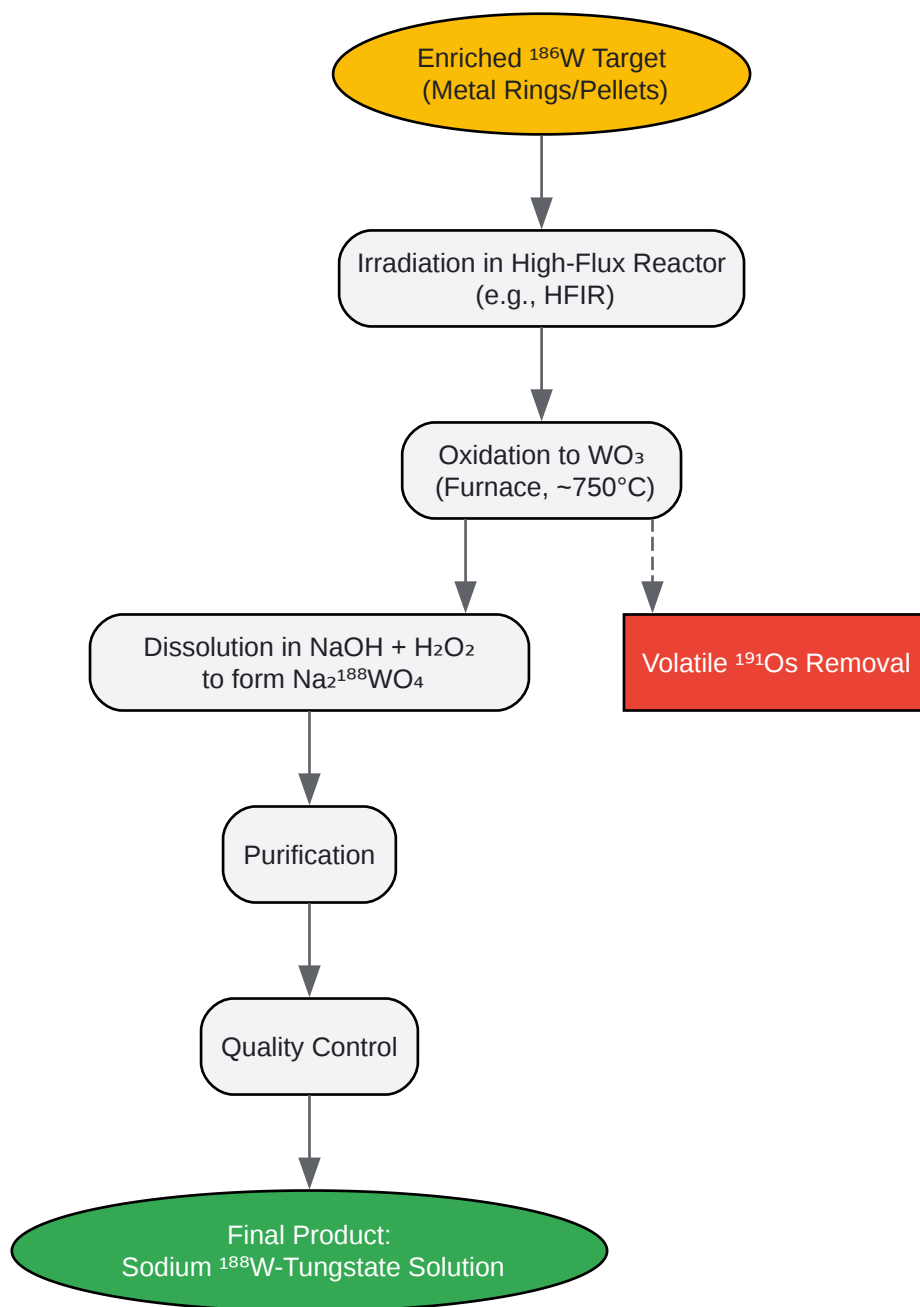 Enriched ¹⁸⁶W Target
(Metal Rings/Pellets)
Irradiation in High-Flux Reactor
(e.g., HFIR)
Oxidation to WO₃
(Furnace, ~750°C)
Dissolution in NaOH + H₂O₂
to form Na₂¹⁸⁸WO₄
Volatile ¹⁹¹Os Removal
Purification
Quality Control
Final Product:
Sodium ¹⁸⁸W-Tungstate Solution